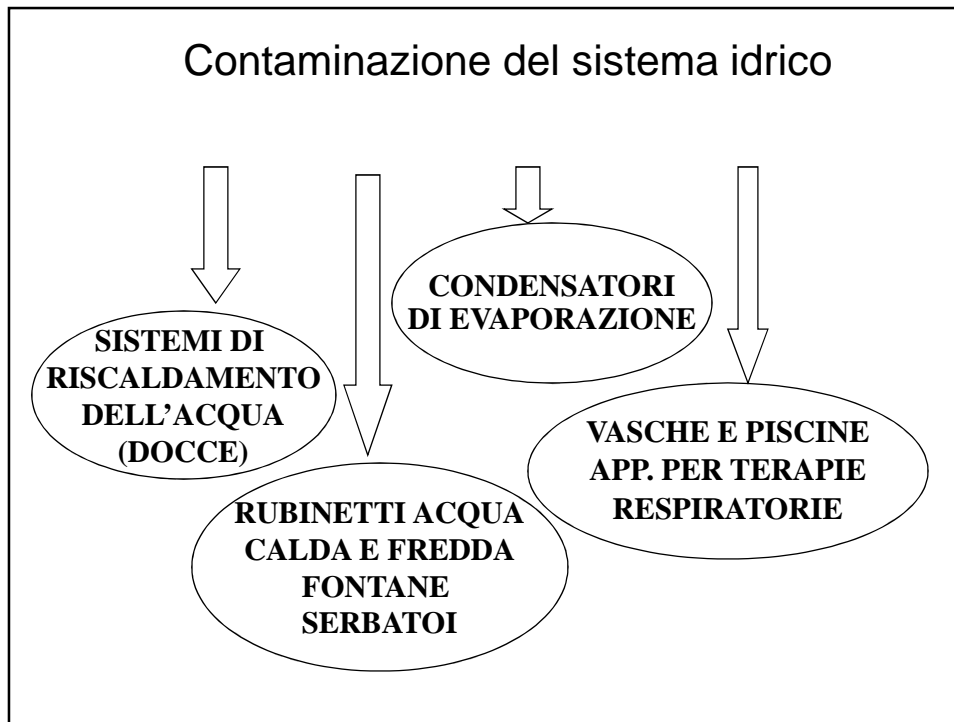 Contaminazione del sistema idrico
SISTEMI DI
RISCALDAMENTO
DELL’ACQUA
(DOCCE)
RUBINETTI ACQUA
CALDA E FREDDA
FONTANE
SERBATOI
CONDENSATORI
DI EVAPORAZIONE
VASCHE E PISCINE
APP. PER TERAPIE
RESPIRATORIE